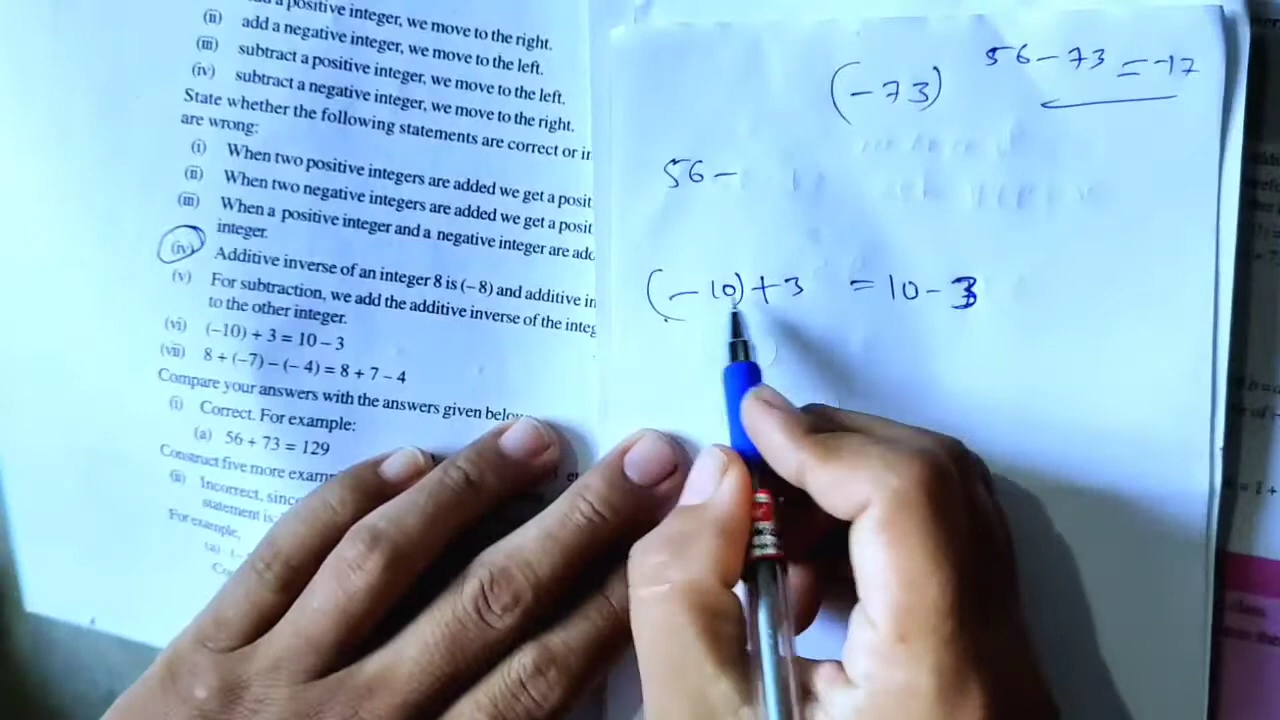 a positive integer, we move to the right.
(ii) add a negative integer, we move to the left.
(iii) subtract a positive integer, we move to the left.
(iv) subtract a negative integer, we move to the right.
State whether the following statements are correct or in
are wrong:
(i) When two positive integers are added we get a posit
(ii) When two negative integers are added we get a posit
(iii) When a positive integer and a negative integer are add
integer.
(iv) Additive inverse of an integer 8 is (– 8) and additive in
(v) For subtraction, we add the additive inverse of the integ
to the other integer.
(vi) (–10) + 3 = 10 – 3
(vii) 8 + (–7) – (– 4) = 8 + 7 – 4
Compare your answers with the answers given below
(i) Correct. For example:
(a) 56 + 73 = 129
Construct five more exam
(ii) Incorrect, since
statement is
For example,
(-73) 56-73 = -17
56-
(-10)+3 = 10-3